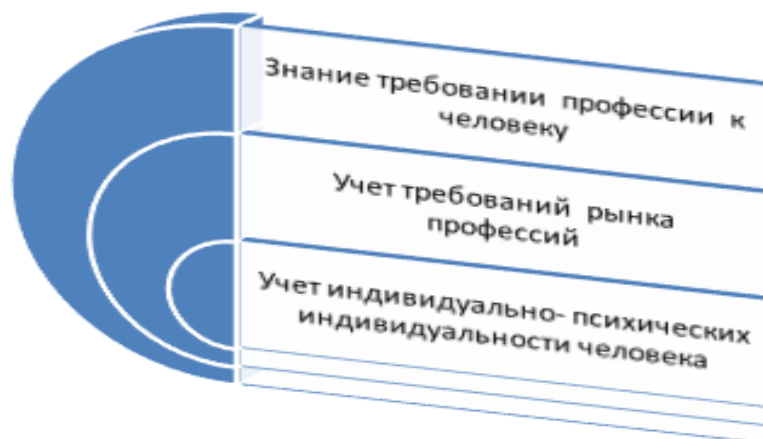 Знание требовании профессии к
человеку
Учет требований рынка
профессий
Учет индивидуально- психических
индивидуальности человека